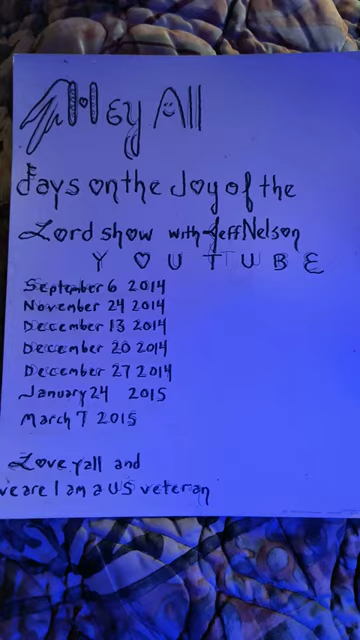 Hey All
days on the Joy of the
Lord show with Jeff Nelson
YOUTUBE
September 6 2014
November 24 2014
December 13 2014
December 20 2014
December 27 2014
January 24 2015
March 7 2015
Love yall and
we are I am a US veteran